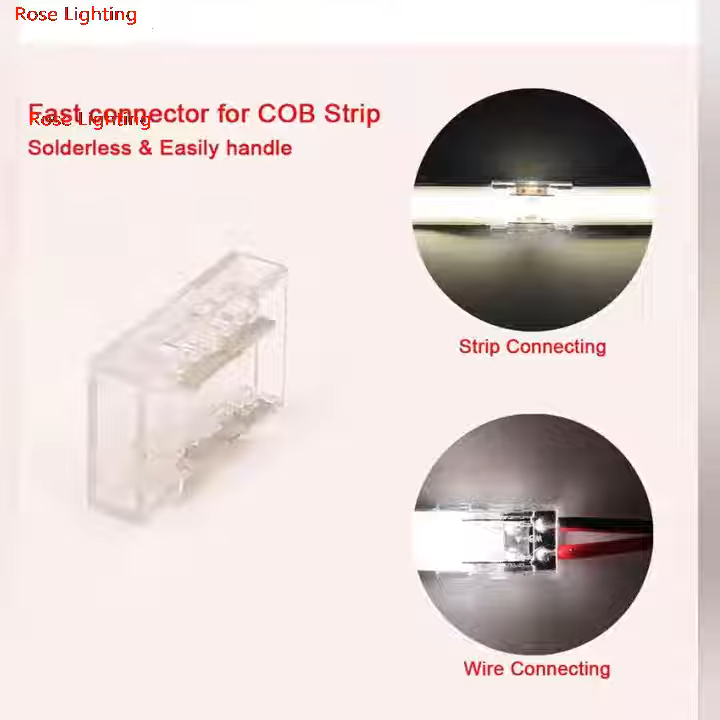 Rose Lighting
Fast connector for COB Strip
Rose Lighting
Solderless & Easily handle
Strip Connecting
Wire Connecting